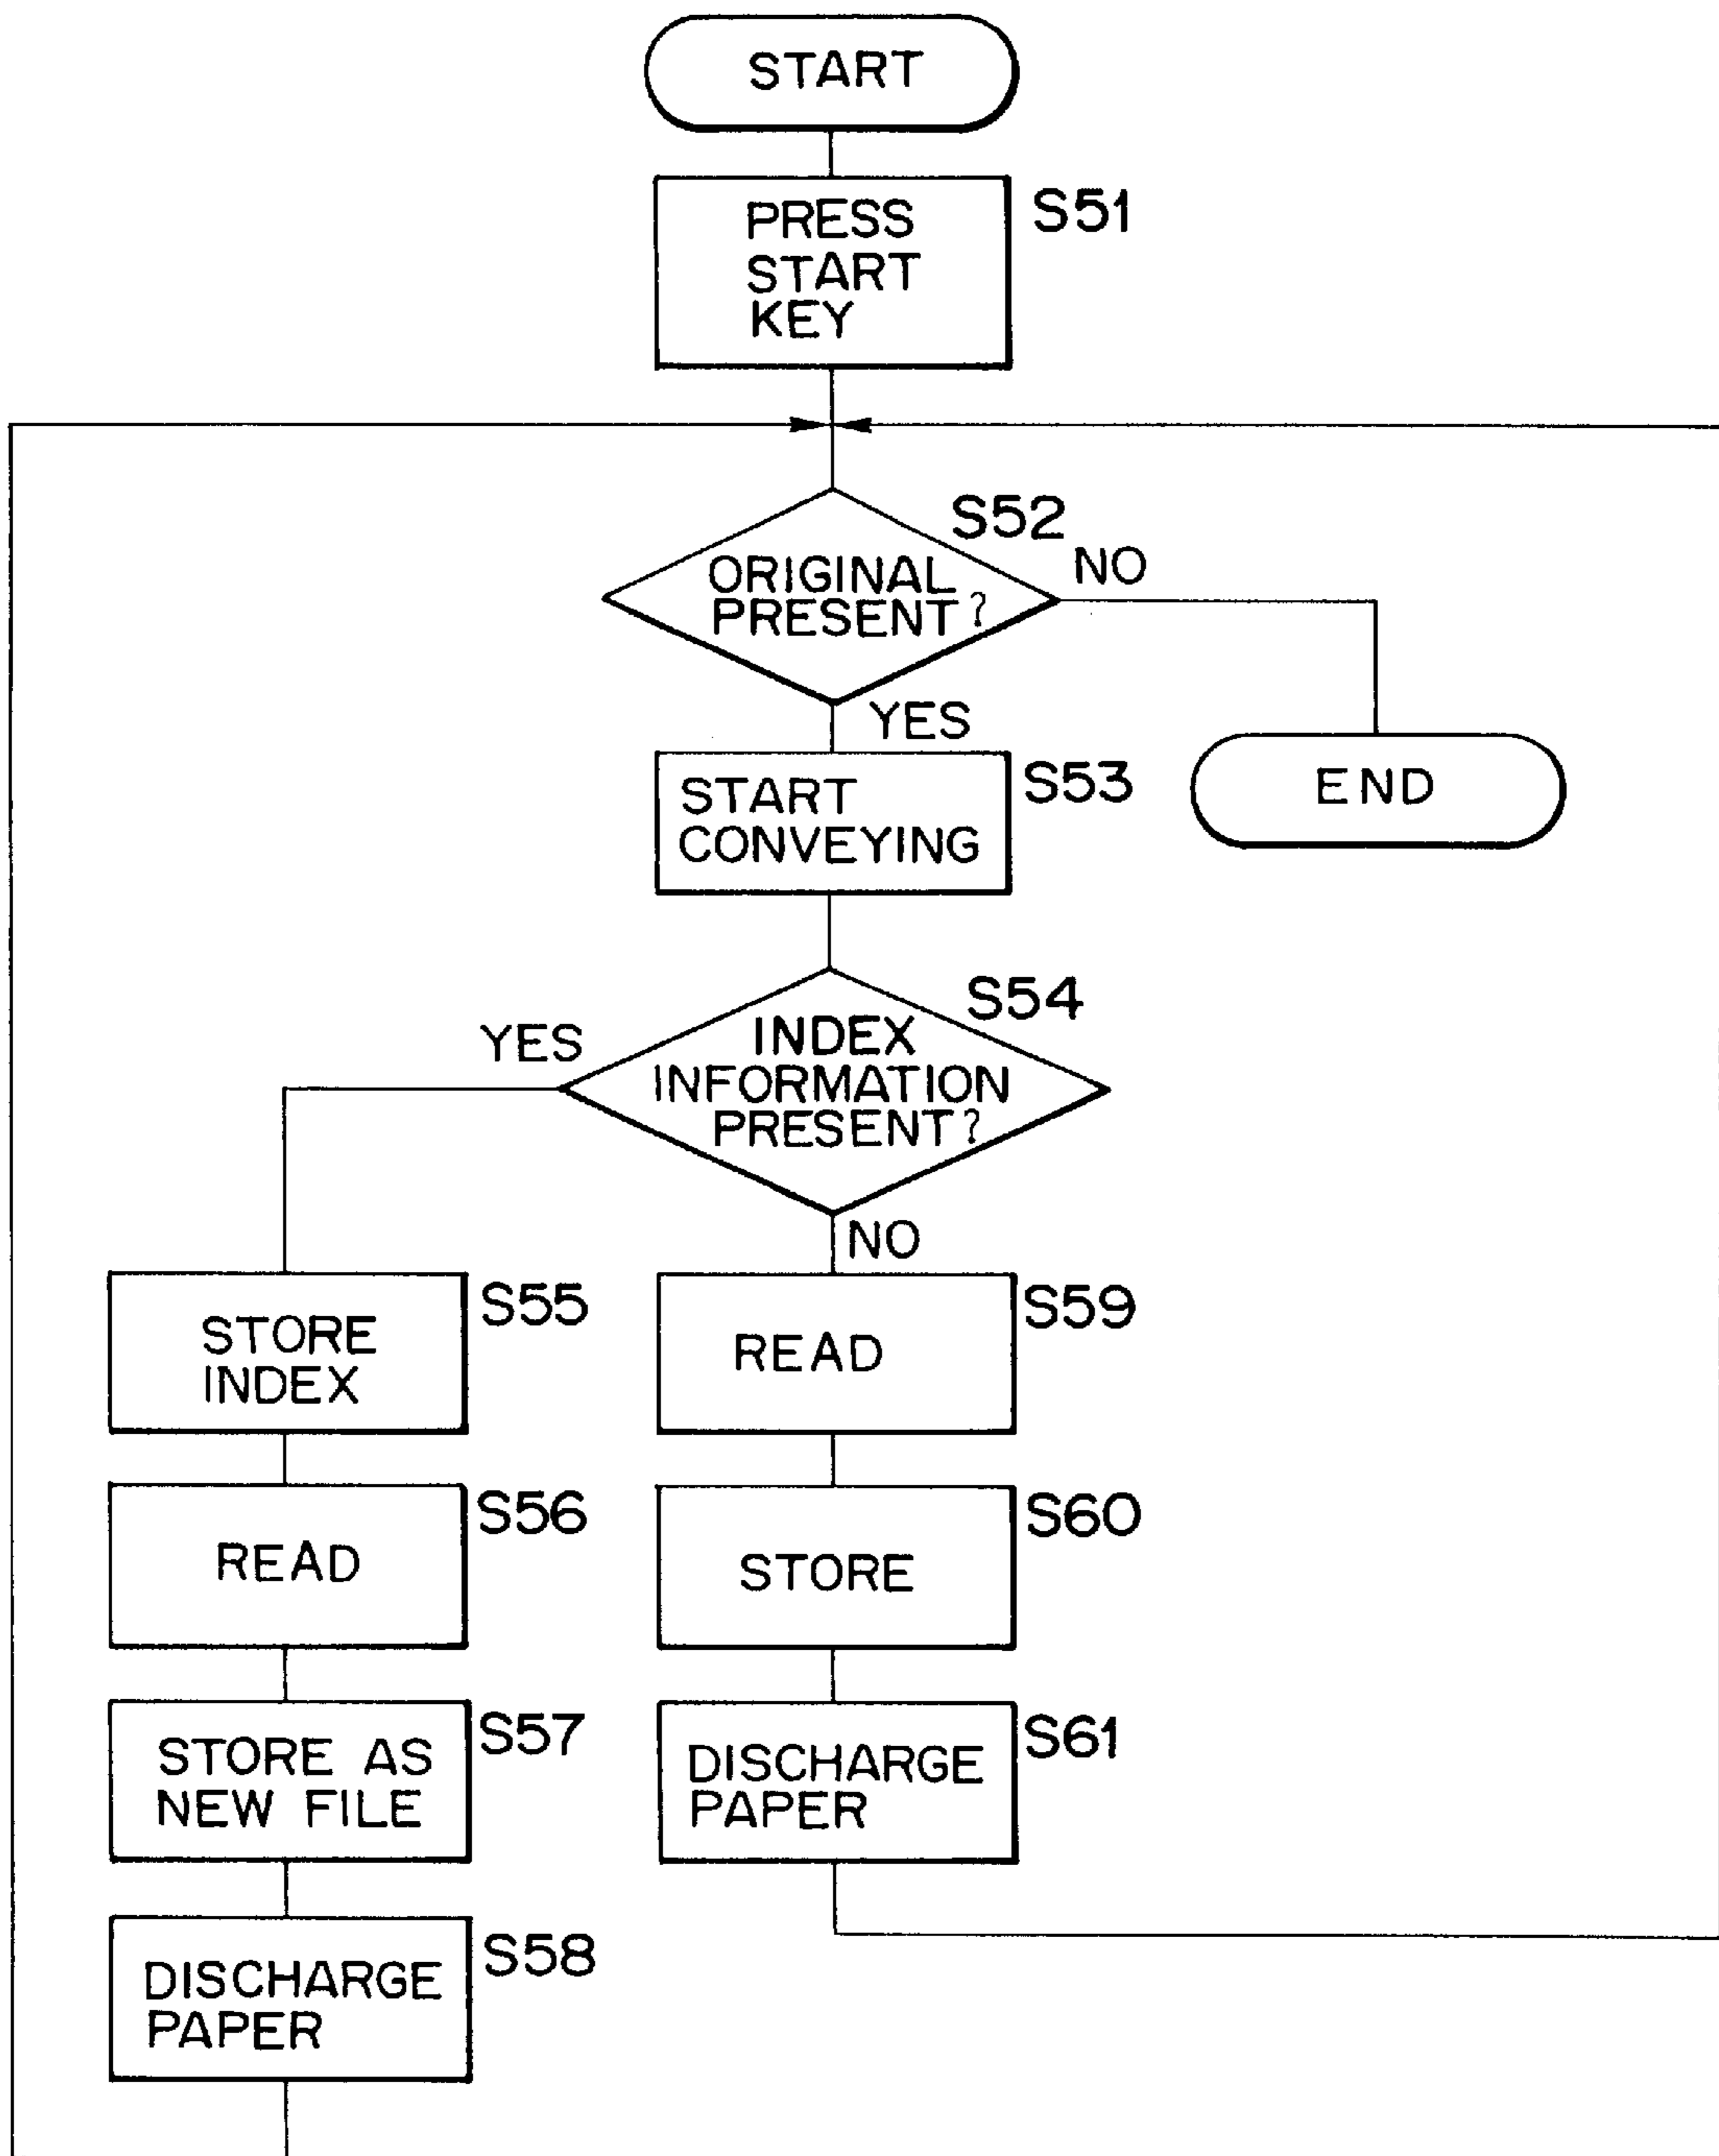 START
PRESS
START
KEY
S51
S52
ORIGINAL
PRESENT?
NO
YES
START
CONVEYING
S53
END
S54
INDEX
INFORMATION
PRESENT?
YES
NO
STORE
INDEX
S55
READ
S59
READ
S56
STORE
S60
STORE AS
NEW FILE
S57
DISCHARGE
PAPER
S61
DISCHARGE
PAPER
S58